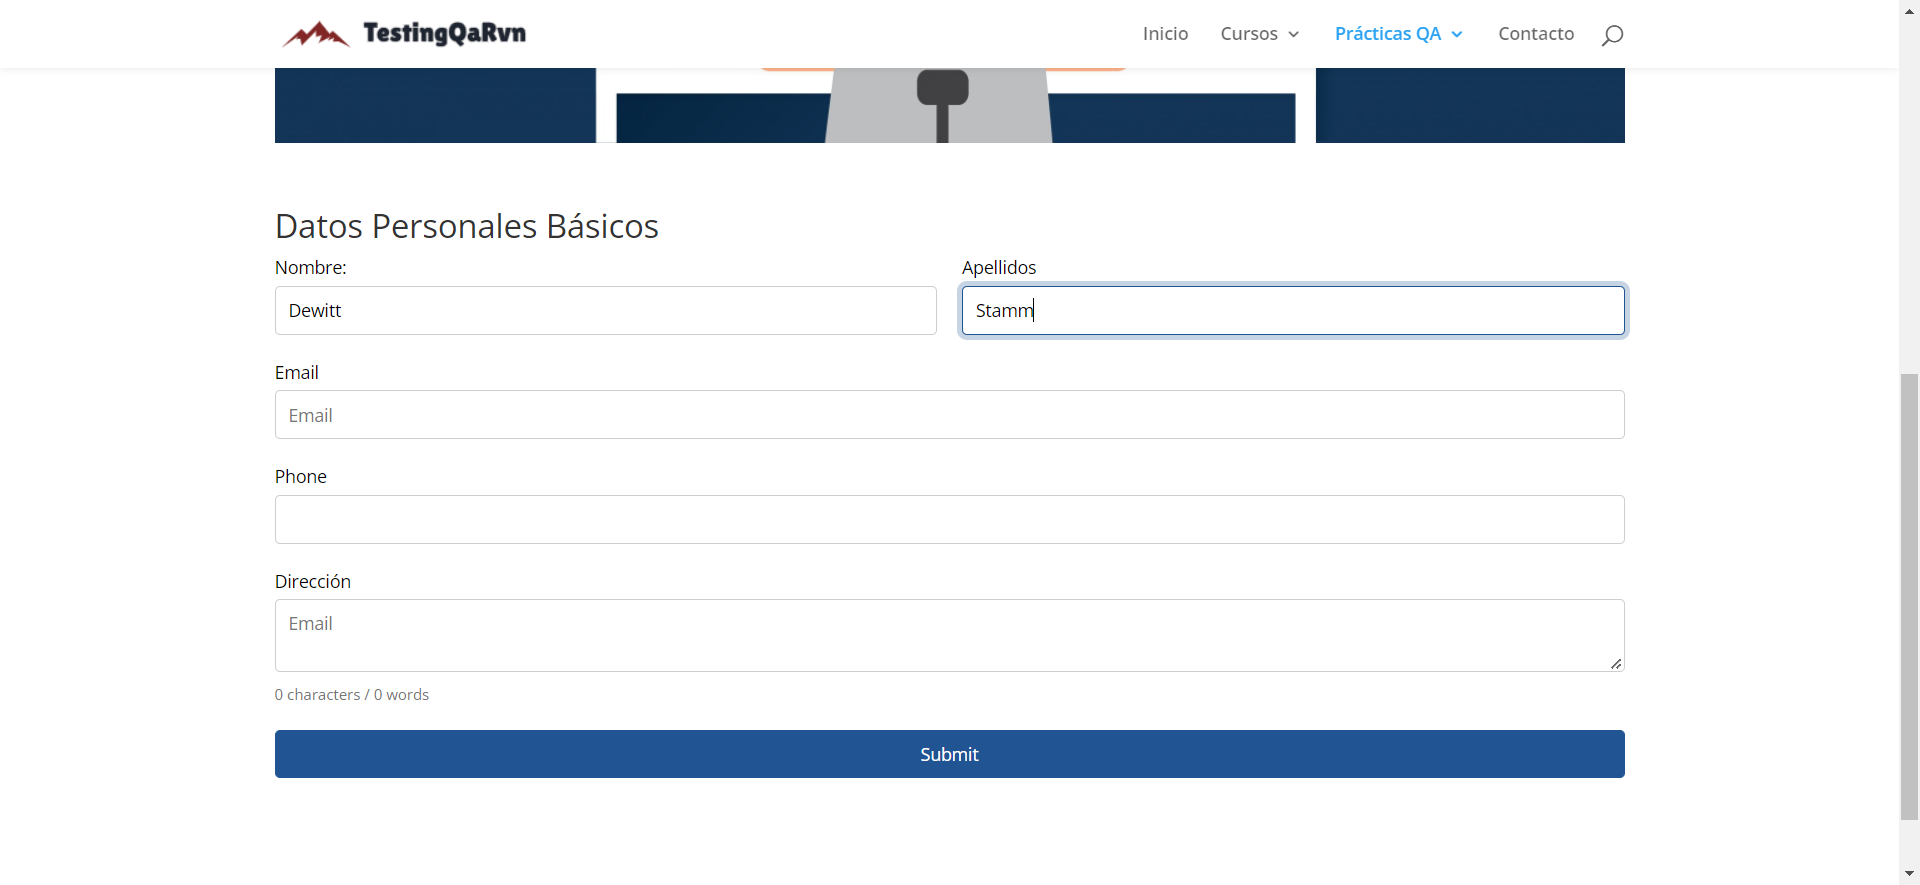 TestingQaRvn
Inicio Cursos Prácticas QA Contacto
Datos Personales Básicos
Nombre: Apellidos
Dewitt Stamm
Email
Email
Phone
Dirección
Email
0 characters / 0 words
Submit